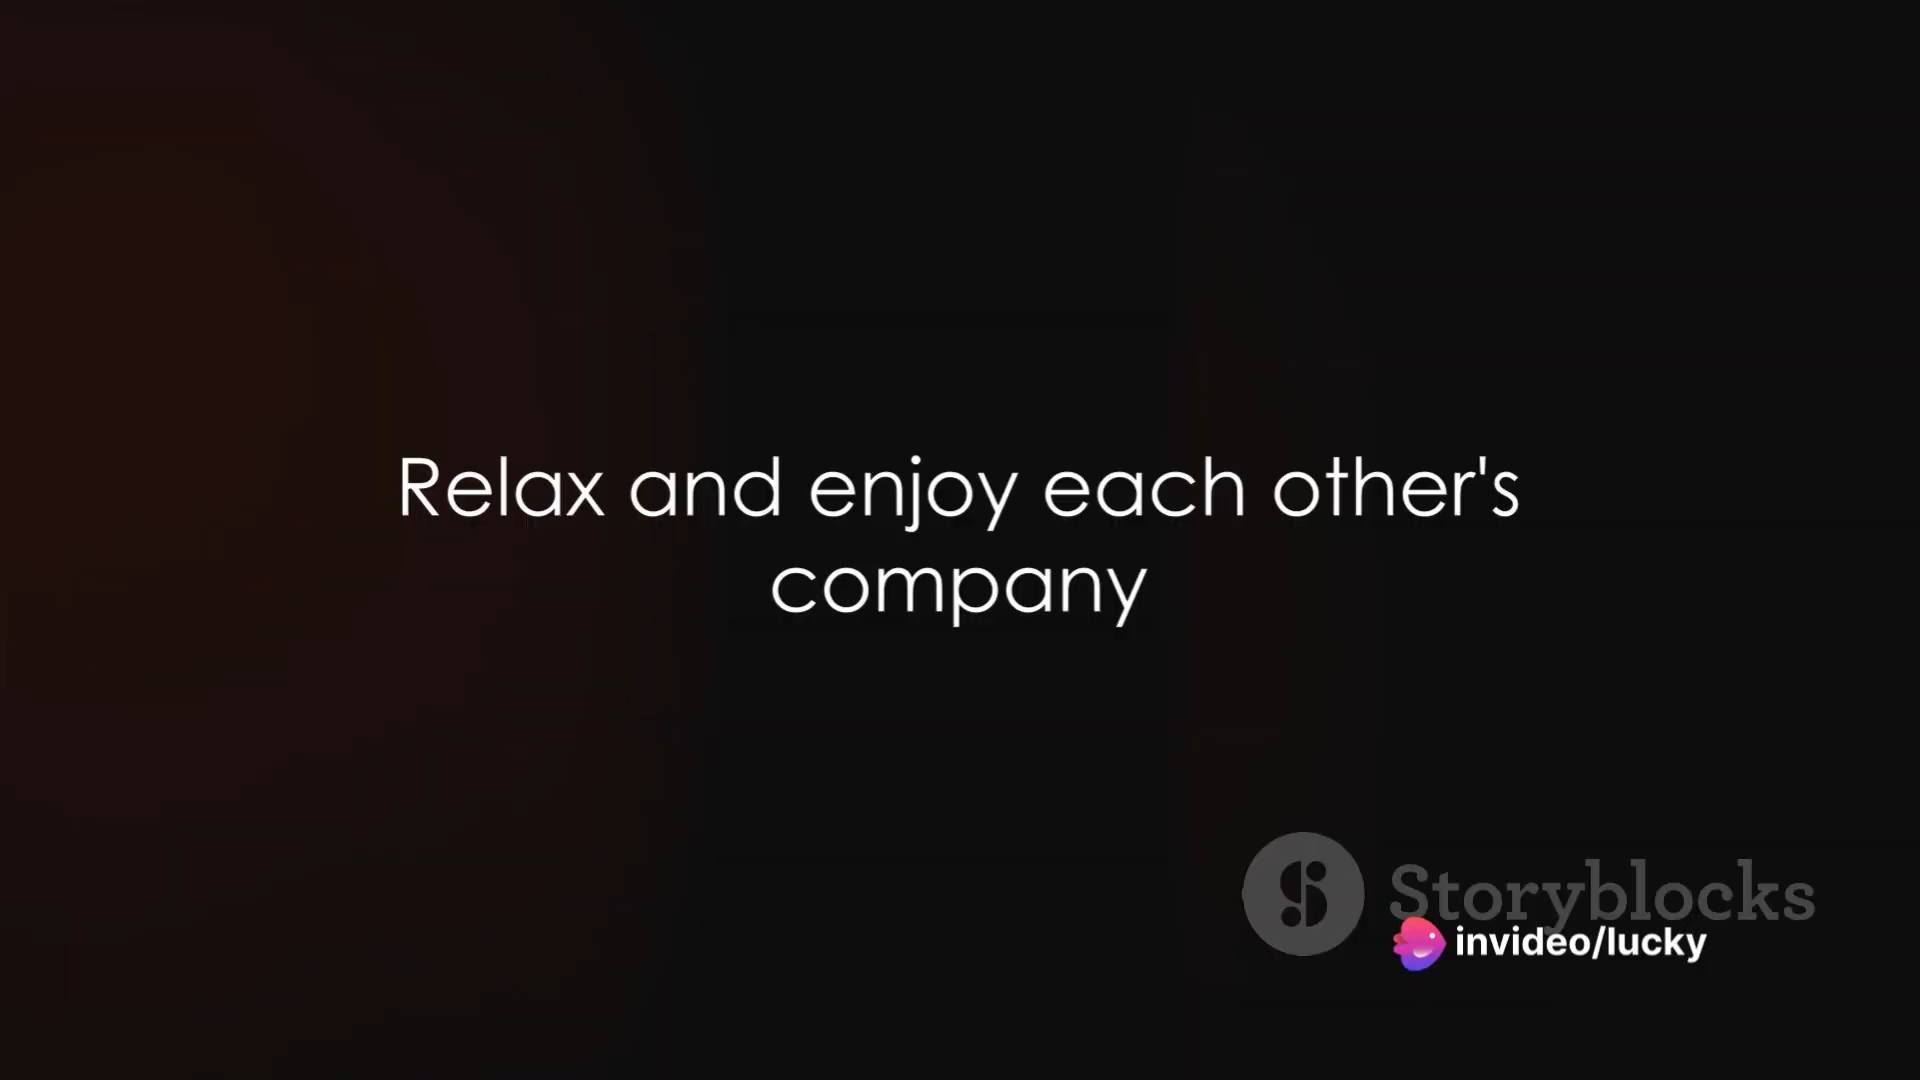 Relax and enjoy each other's
company
Storyblocks
invideo/lucky